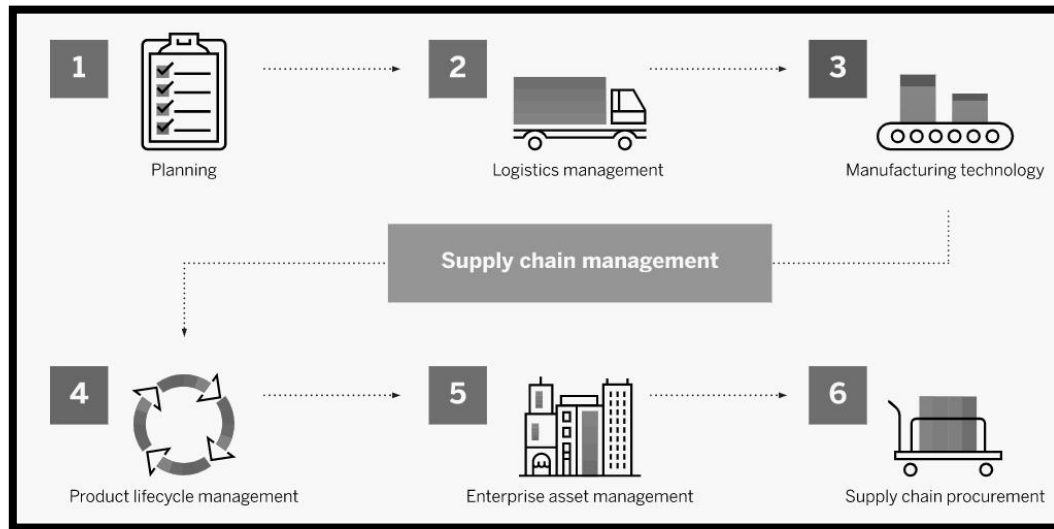 1
Planning
2
Logistics management
3
Manufacturing technology
Supply chain management
4
Product lifecycle management
5
Enterprise asset management
6
Supply chain procurement